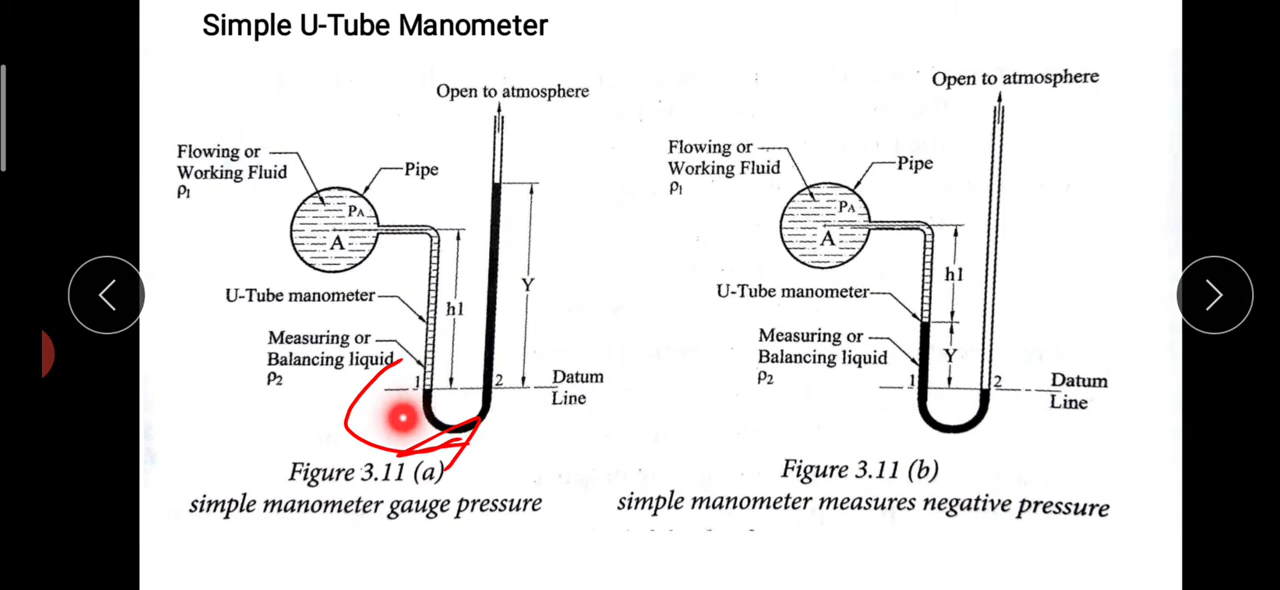 Simple U-Tube Manometer
Open to atmosphere
Flowing or
Working Fluid
ρ1
Pipe
PA
A
U-Tube manometer
h1
Y
Measuring or
Balancing liquid
ρ2
1
2
Datum
Line
Figure 3.11 (a)
simple manometer gauge pressure
Open to atmosphere
Flowing or
Working Fluid
ρ1
Pipe
PA
A
h1
U-Tube manometer
Measuring or
Balancing liquid
ρ2
Y
1
2
Datum
Line
Figure 3.11 (b)
simple manometer measures negative pressure